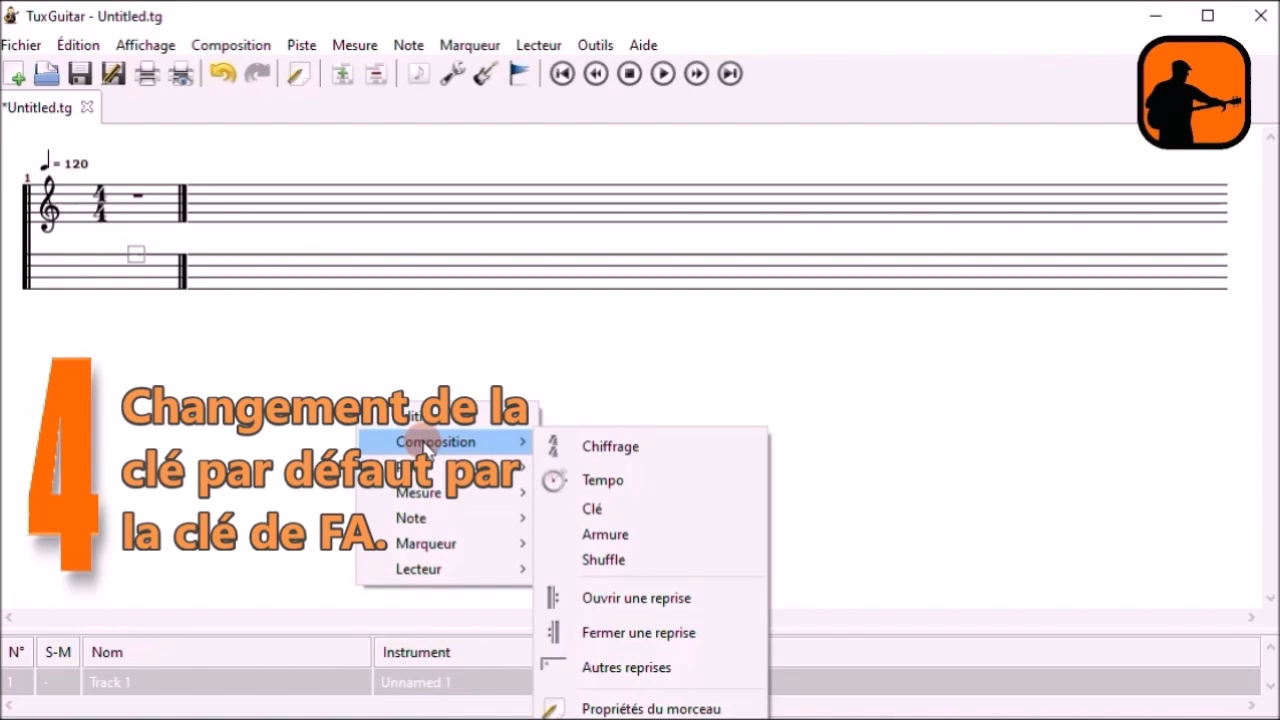 TuxGuitar - Untitled.tg
Fichier Édition Affichage Composition Piste Mesure Note Marqueur Lecteur Outils Aide
*Untitled.tg
= 120
1
4
4
4
Changement de la
clé par défaut par
la clé de FA.
Composition
Mesure
Note
Marqueur
Lecteur
Chiffrage
Tempo
Clé
Armure
Shuffle
Ouvrir une reprise
Fermer une reprise
Autres reprises
Propriétés du morceau
N° S-M Nom Instrument
1 - Track 1 Unnamed 1